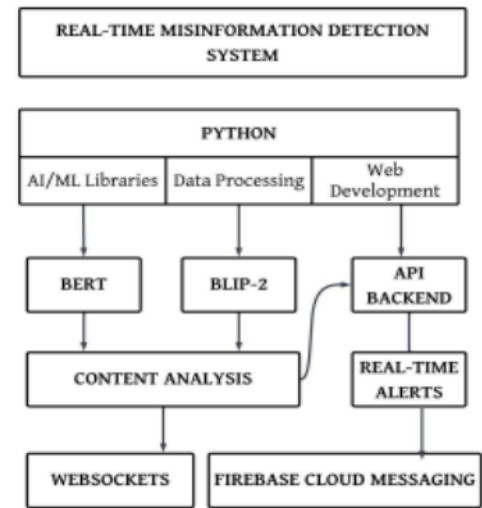 REAL-TIME MISINFORMATION DETECTION
SYSTEM
PYTHON
AI/ML Libraries
Data Processing
Web
Development
BERT
BLIP-2
API
BACKEND
CONTENT ANALYSIS
REAL-TIME
ALERTS
WEBSOCKETS
FIREBASE CLOUD MESSAGING